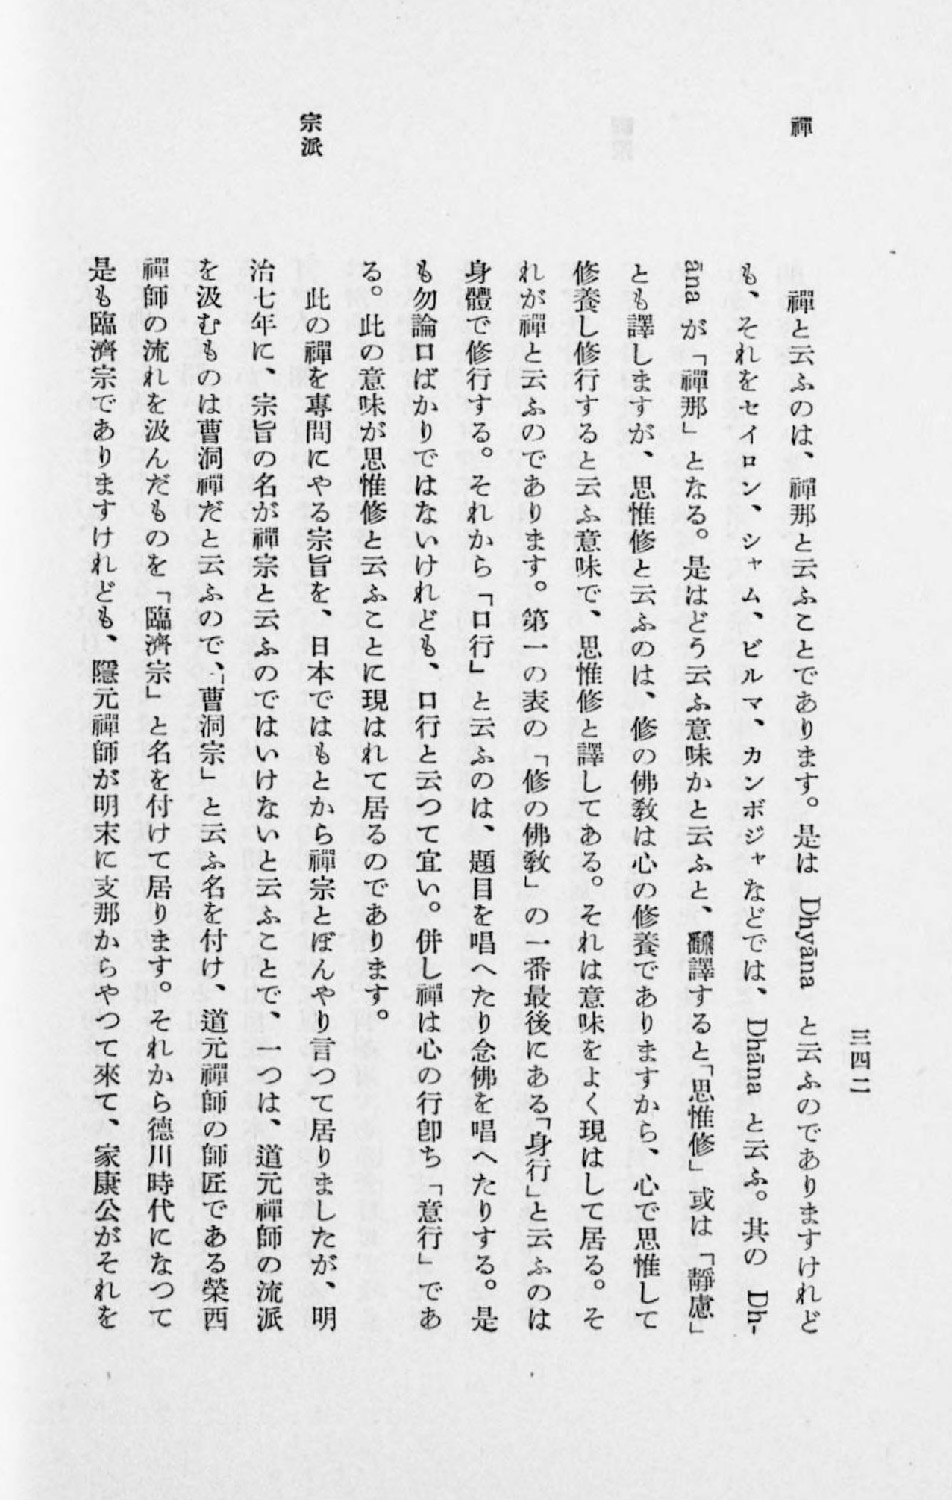 三四二
禪
禪と云ふのは、禪那と云ふことであります。是は Dhyāna と云ふのでありますけれど
も、それをセイロン、シャム、ビルマ、カンボジャなどでは、Dhāna と云ふ。其の Dh-
āna が「禪那」となる。是はどう云ふ意味かと云ふと、飜譯すると「思惟修」或は「靜慮」
とも譯しますが、思惟修と云ふのは、修の佛敎は心の修養でありますから、心で思惟して
修養し修行すると云ふ意味で、思惟修と譯してある。それは意味をよく現はして居る。そ
れが禪と云ふのであります。第一の表の「修の佛敎」の一番最後にある「身行」と云ふのは
身體で修行する。それから「口行」と云ふのは、題目を唱へたり念佛を唱へたりする。是
も勿論口ばかりではないけれども、口行と云つて宜い。併し禪は心の行卽ち「意行」であ
る。此の意味が思惟修と云ふことに現はれて居るのであります。
宗派
此の禪を專問にやる宗旨を、日本ではもとから禪宗とぼんやり言つて居りましたが、明
治七年に、宗旨の名が禪宗と云ふのではいけないと云ふことで、一つは、道元禪師の流派
を汲むものは曹洞禪だと云ふので、「曹洞宗」と云ふ名を付け、道元禪師の師匠である榮西
禪師の流れを汲んだものを「臨濟宗」と名を付けて居ります。それから德川時代になつて
是も臨濟宗でありますけれども、隱元禪師が明末に支那からやつて來て、家康公がそれを